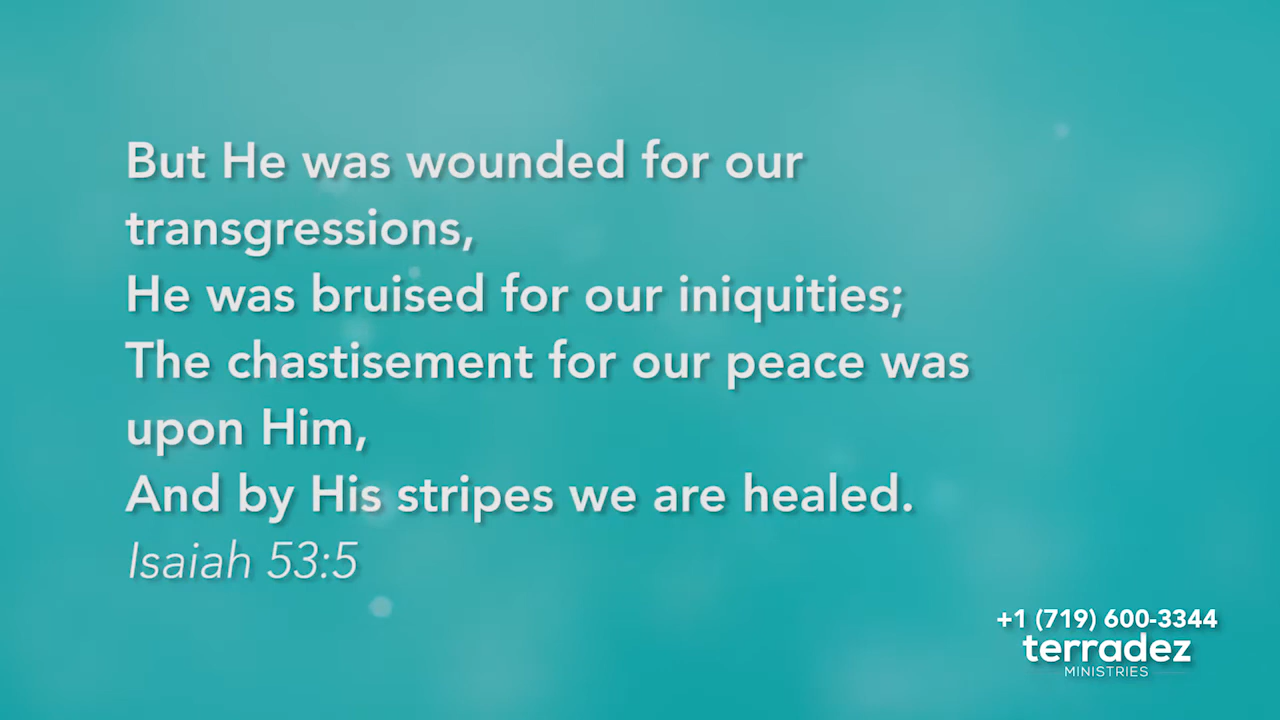 But He was wounded for our
transgressions,
He was bruised for our iniquities;
The chastisement for our peace was
upon Him,
And by His stripes we are healed.
Isaiah 53:5
+1 (719) 600-3344
terradez
MINISTRIES